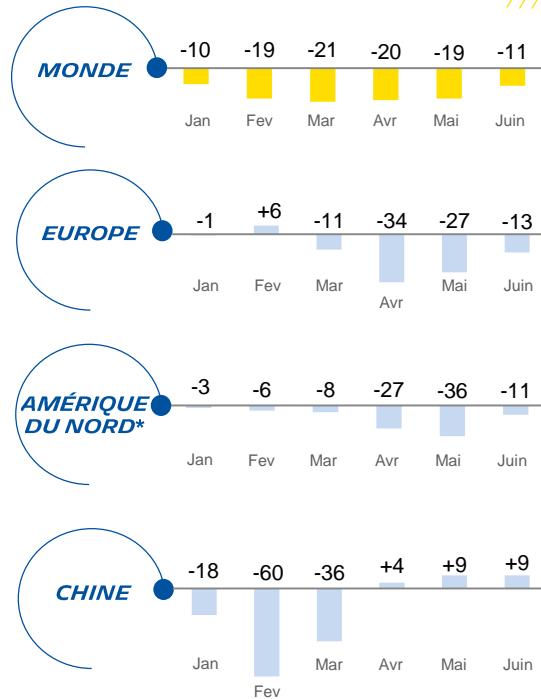 -10 -19 -21 -20 -19 -11
MONDE
Jan Fev Mar Avr Mai Juin
-1 +6 -11 -34 -27 -13
EUROPE
Jan Fev Mar Avr Mai Juin
-3 -6 -8 -27 -36 -11
AMÉRIQUE
DU NORD*
Jan Fev Mar Avr Mai Juin
-18 -60 -36 +4 +9 +9
CHINE
Jan Fev Mar Avr Mai Juin